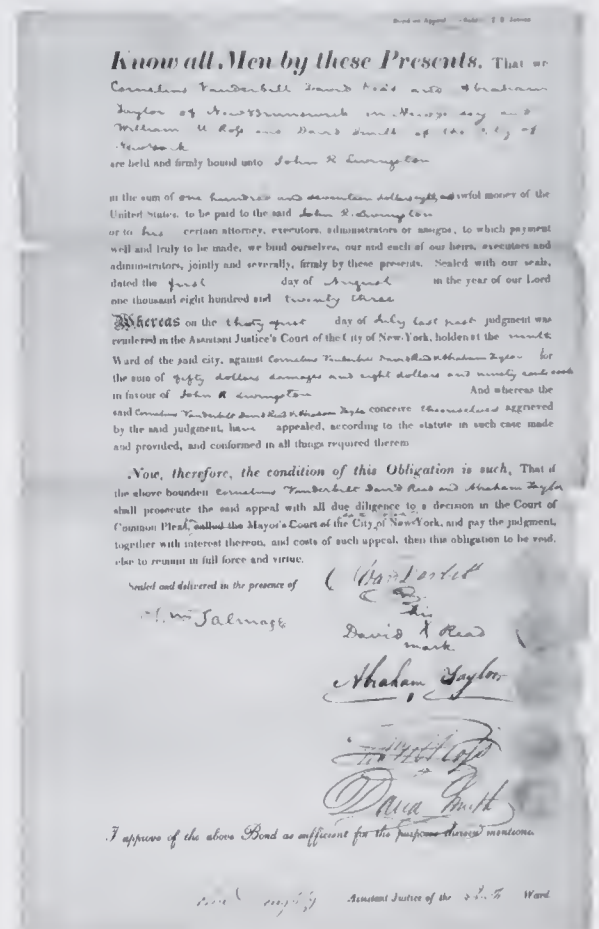 Bond on Appeal
Know all Men by these Presents, That we
Cornelius Vanderbilt David Read and Abraham
Taylor of New Brunswick in New Jersey and
William U Ross and David Smith of the City of
New York
are held and firmly bound unto John R Livingston
in the sum of one hundred and seventeen dollars lawful money of the
United States, to be paid to the said John R. Livingston
or to his certain attorney, executors, administrators or assigns, to which payment
well and truly to be made, we bind ourselves, our and each of our heirs, executors and
administrators, jointly and severally, firmly by these presents. Sealed with our seals,
dated the first day of August in the year of our Lord
one thousand eight hundred and twenty three
Whereas on the thirty first day of July last past judgment was
rendered in the Assistant Justice's Court of the City of New-York, holden at the ninth
Ward of the said city, against Cornelius Vanderbilt David Read & Abraham Taylor for
the sum of fifty dollars damages and eight dollars and ninety cents costs
in favour of John R Livingston And whereas the
said Cornelius Vanderbilt David Read & Abraham Taylor conceive themselves aggrieved
by the said judgment, have appealed, according to the statute in such case made
and provided, and conformed in all things required therein
Now, therefore, the condition of this Obligation is such, That if
the above bounden Cornelius Vanderbilt David Read and Abraham Taylor
shall prosecute the said appeal with all due diligence to a decision in the Court of
Common Pleas, called the Mayor's Court of the City of New-York, and pay the judgment,
together with interest thereon, and costs of such appeal, then this obligation to be void,
else to remain in full force and virtue.
Sealed and delivered in the presence of
C Van Derbilt
his
David X Read
mark
Abraham Taylor
David Smith
I approve of the above Bond as sufficient for the purposes therein mentioned
Assistant Justice of the Ward